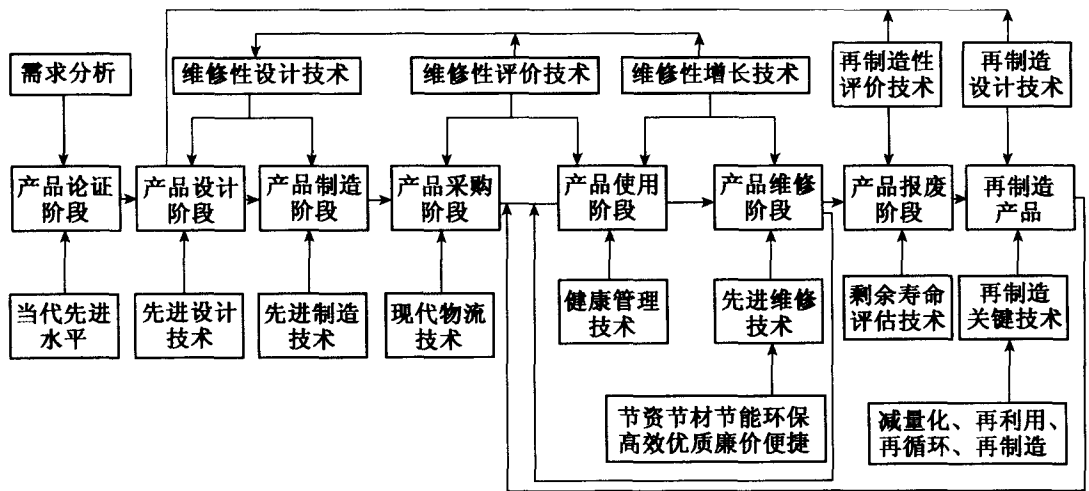 需求分析
维修性设计技术
维修性评价技术
维修性增长技术
再制造性
评价技术
再制造
设计技术
产品论证
阶段
产品设计
阶段
产品制造
阶段
产品采购
阶段
产品使用
阶段
产品维修
阶段
产品报废
阶段
再制造
产品
当代先进
水平
先进设计
技术
先进制造
技术
现代物流
技术
健康管理
技术
先进维修
技术
剩余寿命
评估技术
再制造
关键技术
节资节材节能环保
高效优质廉价便捷
减量化、再利用、
再循环、再制造